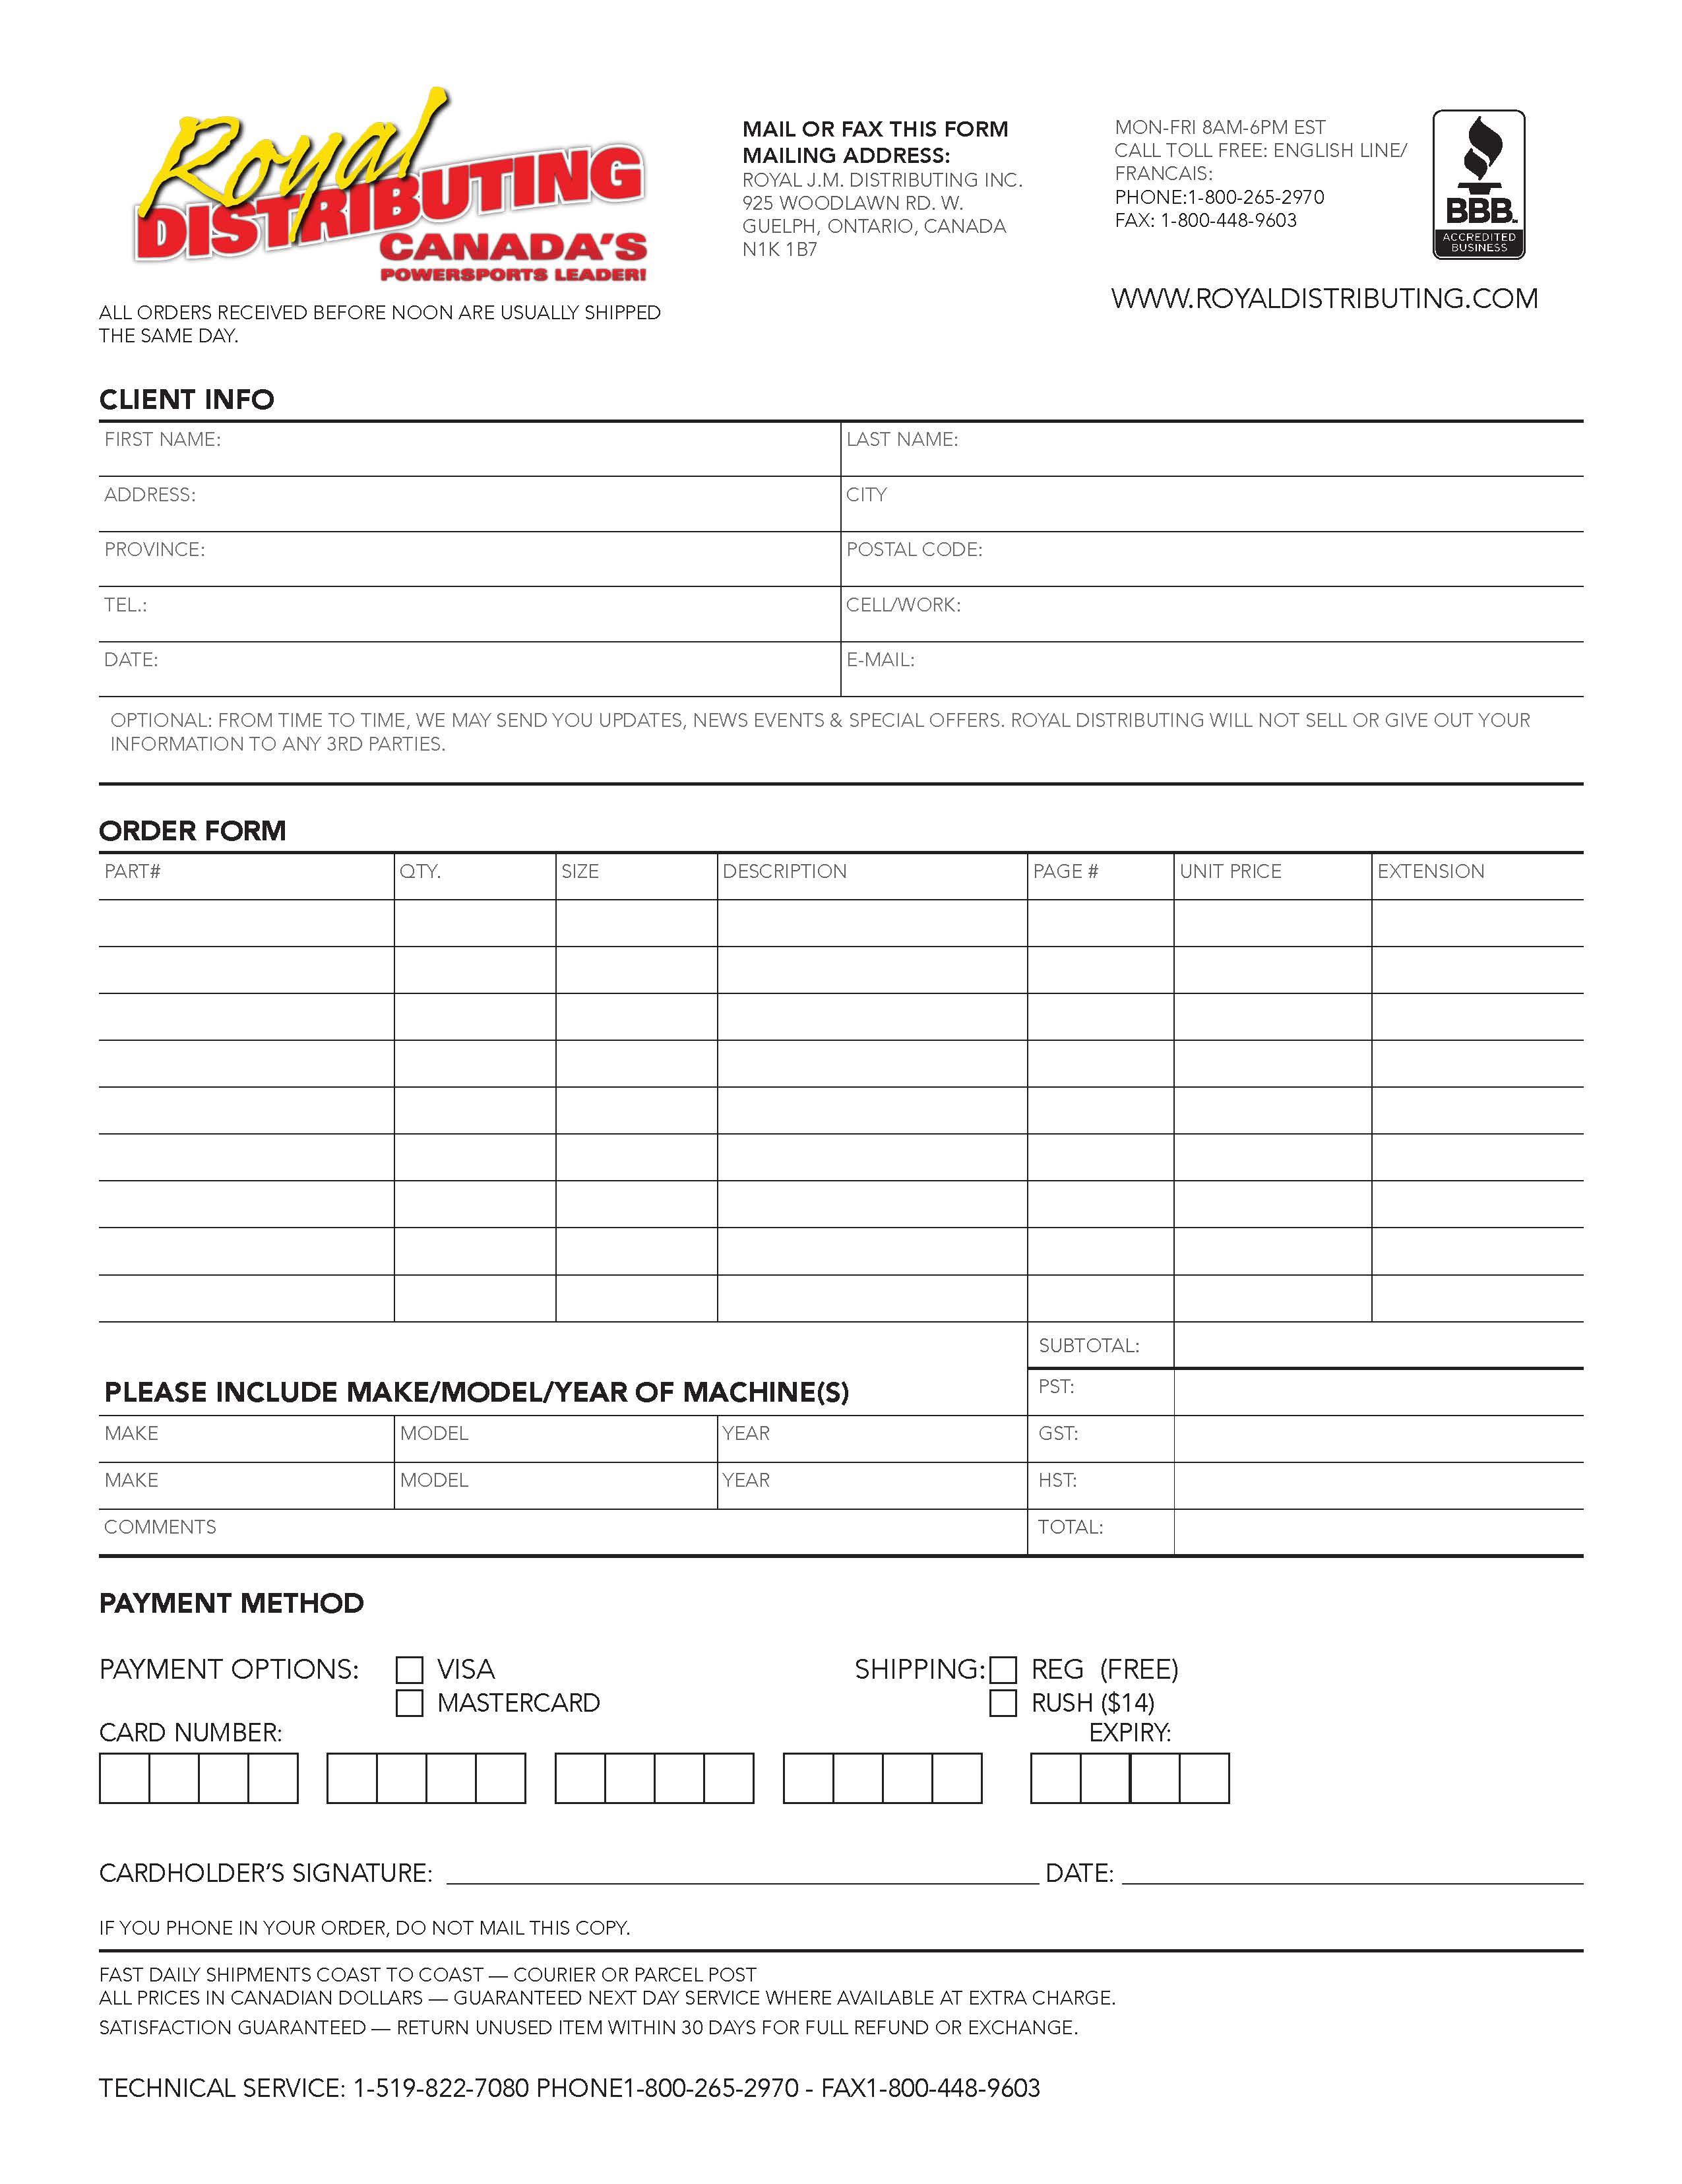 Royal
DISTRIBUTING
CANADA'S
POWERSPORTS LEADER!
ALL ORDERS RECEIVED BEFORE NOON ARE USUALLY SHIPPED
THE SAME DAY.
MAIL OR FAX THIS FORM
MAILING ADDRESS:
ROYAL J.M. DISTRIBUTING INC.
925 WOODLAWN RD. W.
GUELPH, ONTARIO, CANADA
N1K 1B7
MON-FRI 8AM-6PM EST
CALL TOLL FREE: ENGLISH LINE/
FRANCAIS:
PHONE:1-800-265-2970
FAX: 1-800-448-9603
BBB
ACCREDITED
BUSINESS
WWW.ROYALDISTRIBUTING.COM
CLIENT INFO
FIRST NAME: LAST NAME:
ADDRESS: CITY
PROVINCE: POSTAL CODE:
TEL.: CELL/WORK:
DATE: E-MAIL:
OPTIONAL: FROM TIME TO TIME, WE MAY SEND YOU UPDATES, NEWS EVENTS & SPECIAL OFFERS. ROYAL DISTRIBUTING WILL NOT SELL OR GIVE OUT YOUR
INFORMATION TO ANY 3RD PARTIES.
ORDER FORM
PART# QTY. SIZE DESCRIPTION PAGE # UNIT PRICE EXTENSION
SUBTOTAL:
PLEASE INCLUDE MAKE/MODEL/YEAR OF MACHINE(S) PST:
MAKE MODEL YEAR GST:
MAKE MODEL YEAR HST:
COMMENTS TOTAL:
PAYMENT METHOD
PAYMENT OPTIONS: VISA SHIPPING: REG (FREE)
MASTERCARD RUSH ($14)
CARD NUMBER: EXPIRY:
CARDHOLDER'S SIGNATURE: DATE:
IF YOU PHONE IN YOUR ORDER, DO NOT MAIL THIS COPY.
FAST DAILY SHIPMENTS COAST TO COAST — COURIER OR PARCEL POST
ALL PRICES IN CANADIAN DOLLARS — GUARANTEED NEXT DAY SERVICE WHERE AVAILABLE AT EXTRA CHARGE.
SATISFACTION GUARANTEED — RETURN UNUSED ITEM WITHIN 30 DAYS FOR FULL REFUND OR EXCHANGE.
TECHNICAL SERVICE: 1-519-822-7080 PHONE1-800-265-2970 - FAX1-800-448-9603